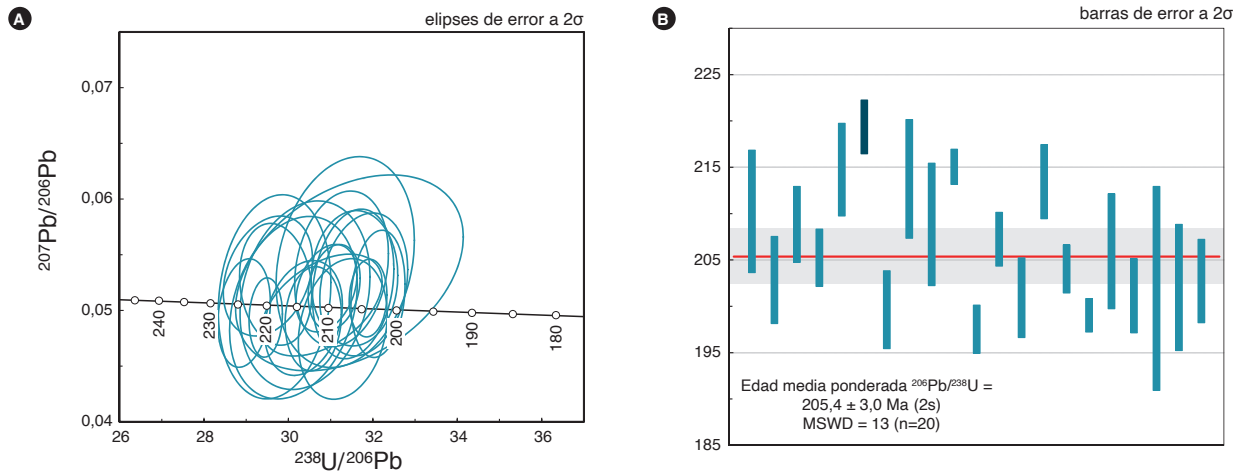 A
elipses de error a 2σ
0,07
0,06
0,05
0,04
²⁰⁷Pb/²⁰⁶Pb
240
230
220
210
200
190
180
26
28
30
32
34
36
²³⁸U/²⁰⁶Pb
B
barras de error a 2σ
225
215
205
195
185
Edad media ponderada ²⁰⁶Pb/²³⁸U =
205,4 ± 3,0 Ma (2s)
MSWD = 13 (n=20)